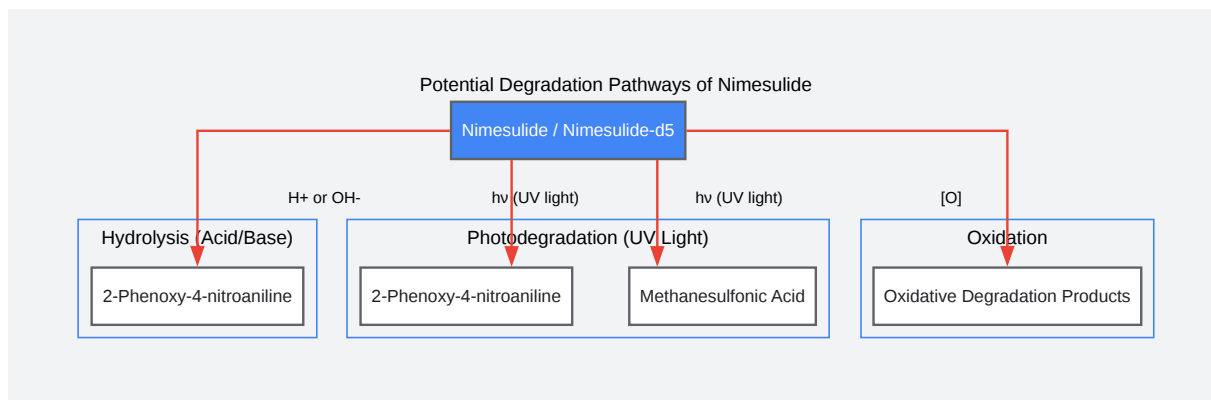 Potential Degradation Pathways of Nimesulide
Nimesulide / Nimesulide-d5
H+ or OH-
hν (UV light)
hν (UV light)
[O]
Hydrolysis (Acid/Base)
Photodegradation (UV Light)
Oxidation
2-Phenoxy-4-nitroaniline
2-Phenoxy-4-nitroaniline
Methanesulfonic Acid
Oxidative Degradation Products